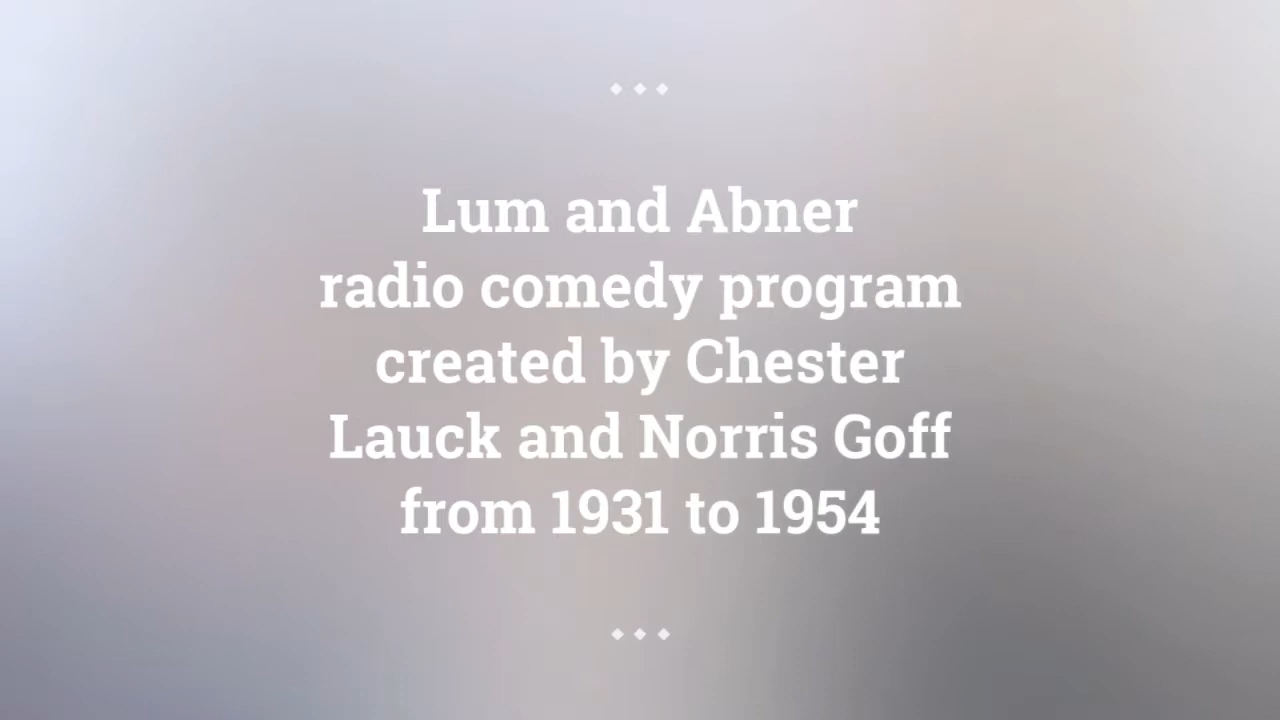 Lum and Abner
radio comedy program
created by Chester
Lauck and Norris Goff
from 1931 to 1954